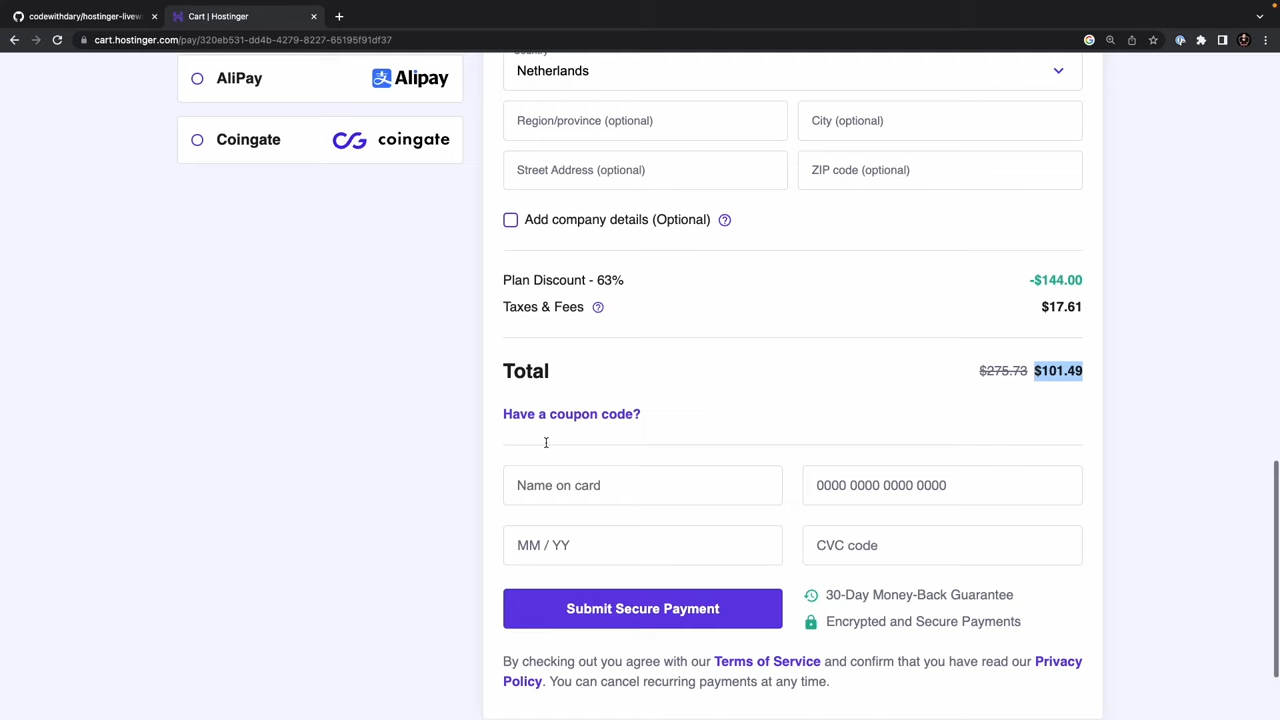 codewithdary/hostinger-livew
Cart | Hostinger
cart.hostinger.com/pay/320eb531-dd4b-4279-8227-65195f91df37
AliPay
Alipay
Coingate
coingate
Country
Netherlands
Region/province (optional)
City (optional)
Street Address (optional)
ZIP code (optional)
Add company details (Optional)
Plan Discount - 63%
-$144.00
Taxes & Fees
$17.61
Total
$275.73 $101.49
Have a coupon code?
Name on card
0000 0000 0000 0000
MM / YY
CVC code
Submit Secure Payment
30-Day Money-Back Guarantee
Encrypted and Secure Payments
By checking out you agree with our Terms of Service and confirm that you have read our Privacy
Policy. You can cancel recurring payments at any time.